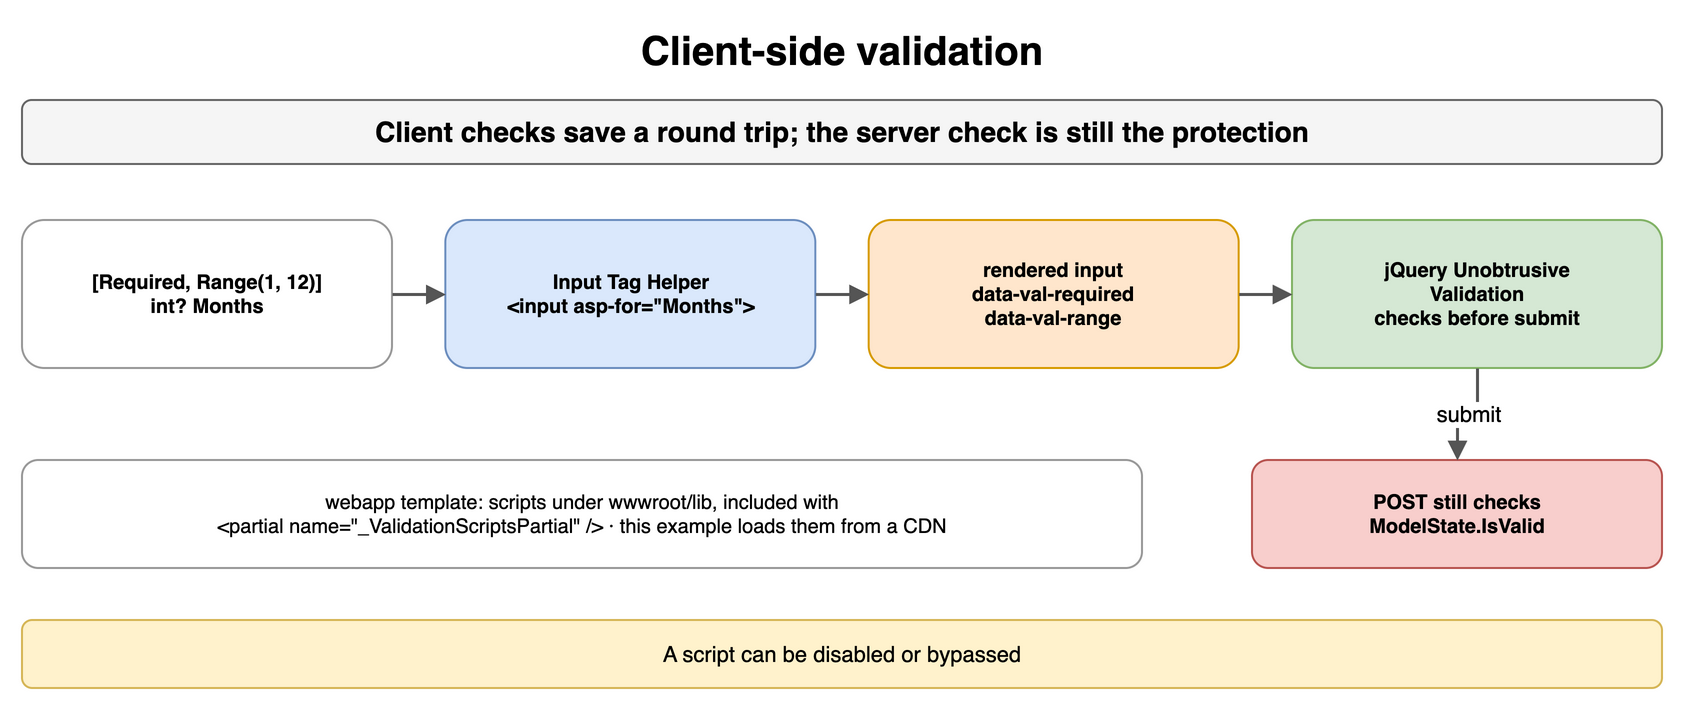 Client-side validation
Client checks save a round trip; the server check is still the protection
[Required, Range(1, 12)]
int? Months
Input Tag Helper
<input asp-for="Months">
rendered input
data-val-required
data-val-range
jQuery Unobtrusive
Validation
checks before submit
submit
webapp template: scripts under wwwroot/lib, included with
<partial name="_ValidationScriptsPartial" /> · this example loads them from a CDN
POST still checks
ModelState.IsValid
A script can be disabled or bypassed